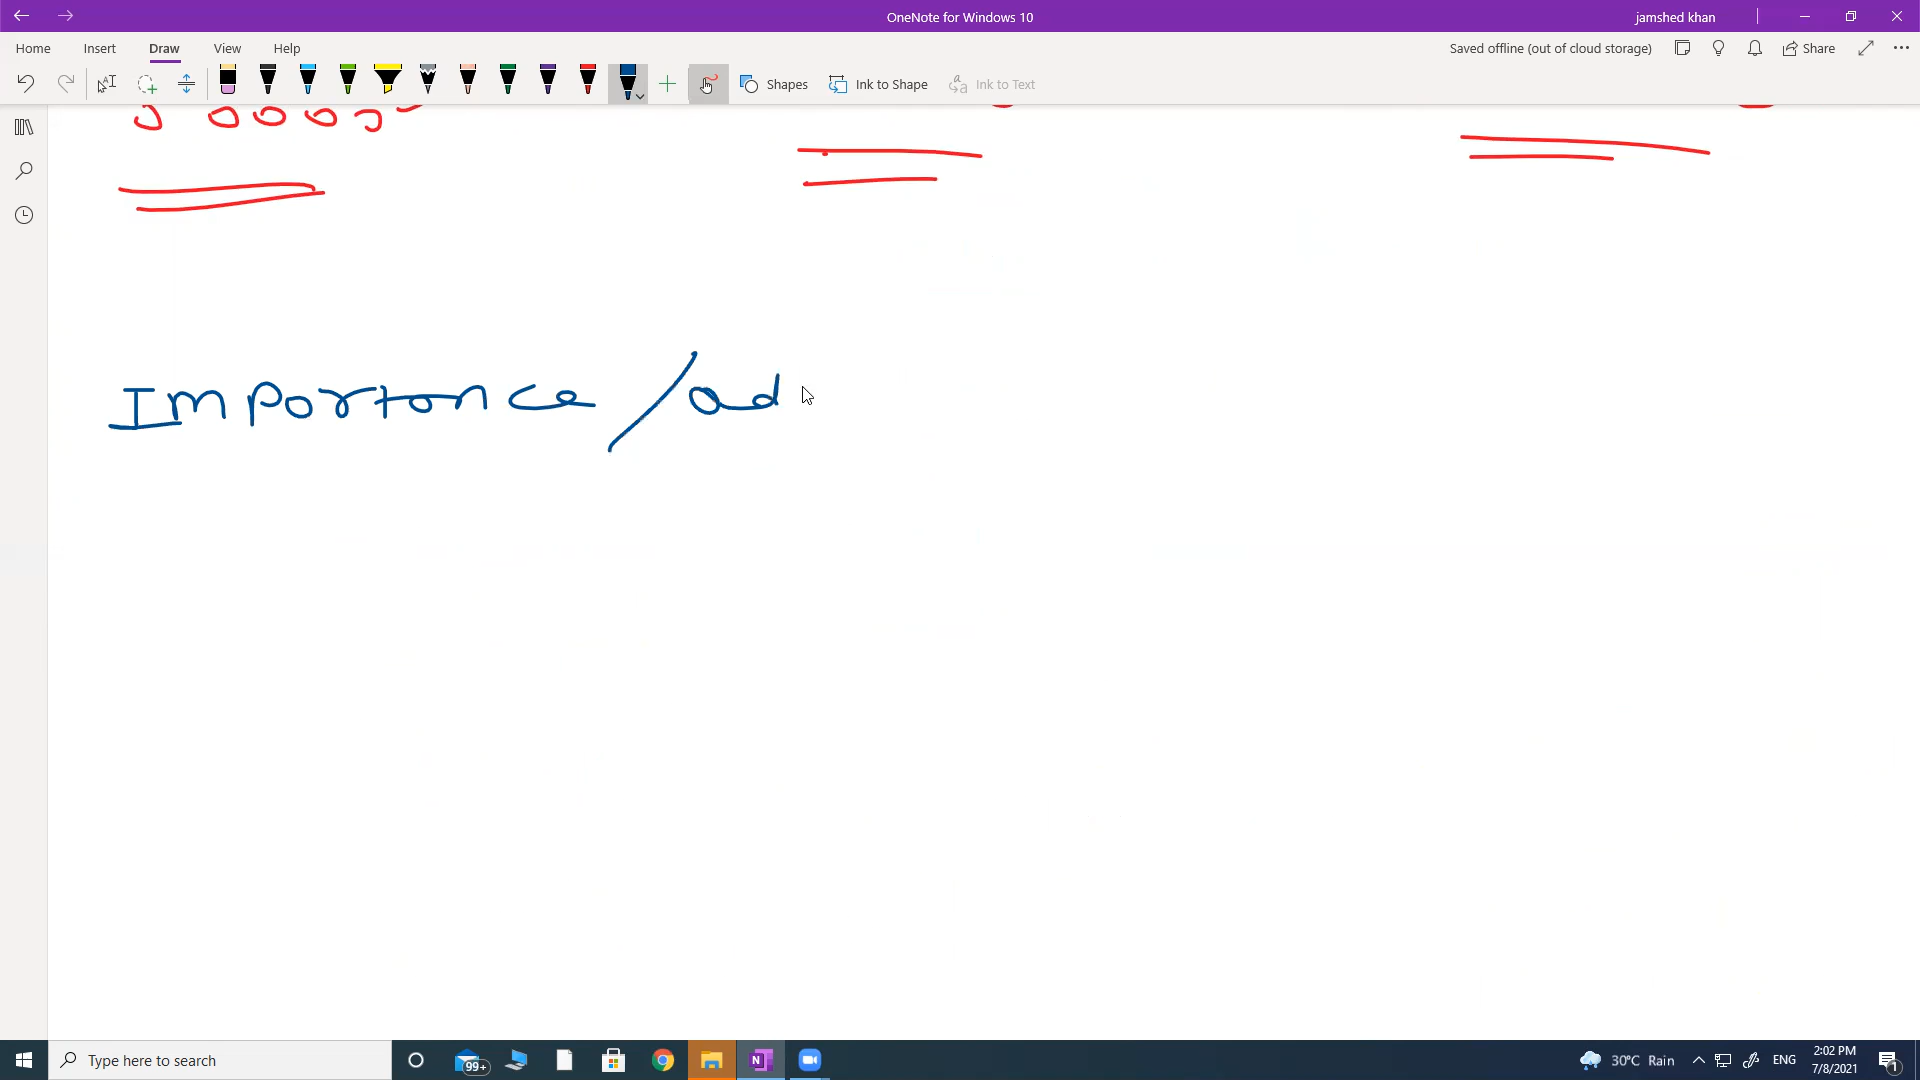 OneNote for Windows 10
jamshed khan
Home Insert Draw View Help
Saved offline (out of cloud storage)
Share
Shapes
Ink to Shape
Ink to Text
Importance / ad
Type here to search
99+
N
30°C Rain
ENG
2:02 PM
7/8/2021
1